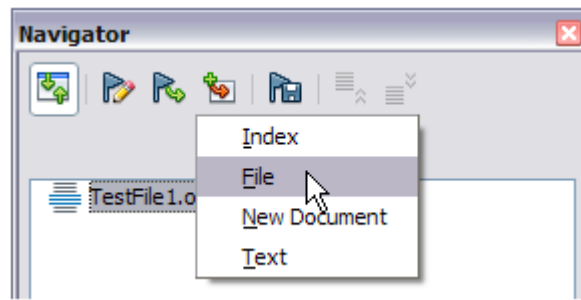 Navigator
Index
File
TestFile1.o
New Document
Text